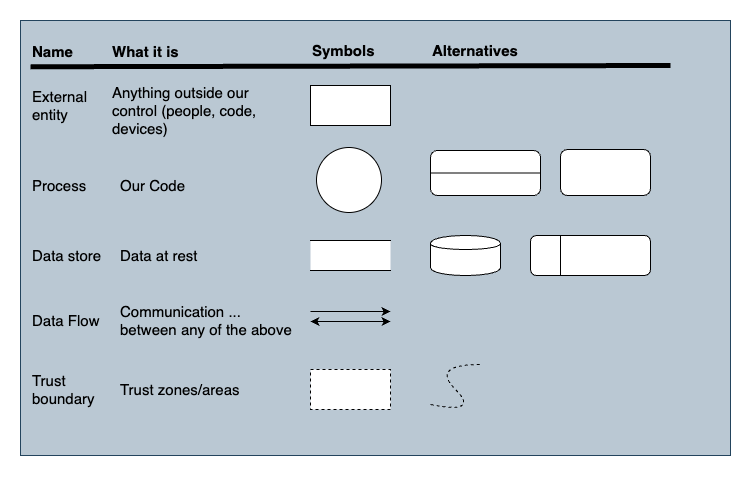 Name What it is Symbols Alternatives
External
entity
Anything outside our
control (people, code,
devices)
Process Our Code
Data store Data at rest
Data Flow
Communication ...
between any of the above
Trust
boundary
Trust zones/areas